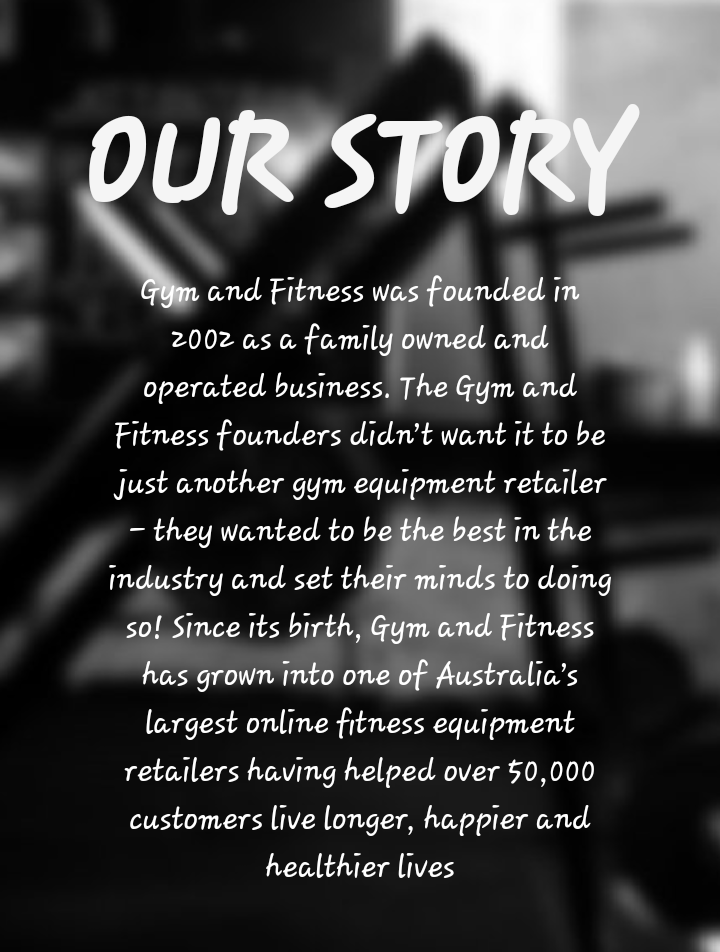 OUR STORY
Gym and Fitness was founded in
2002 as a family owned and
operated business. The Gym and
Fitness founders didn’t want it to be
just another gym equipment retailer
– they wanted to be the best in the
industry and set their minds to doing
so! Since its birth, Gym and Fitness
has grown into one of Australia’s
largest online fitness equipment
retailers having helped over 50,000
customers live longer, happier and
healthier lives